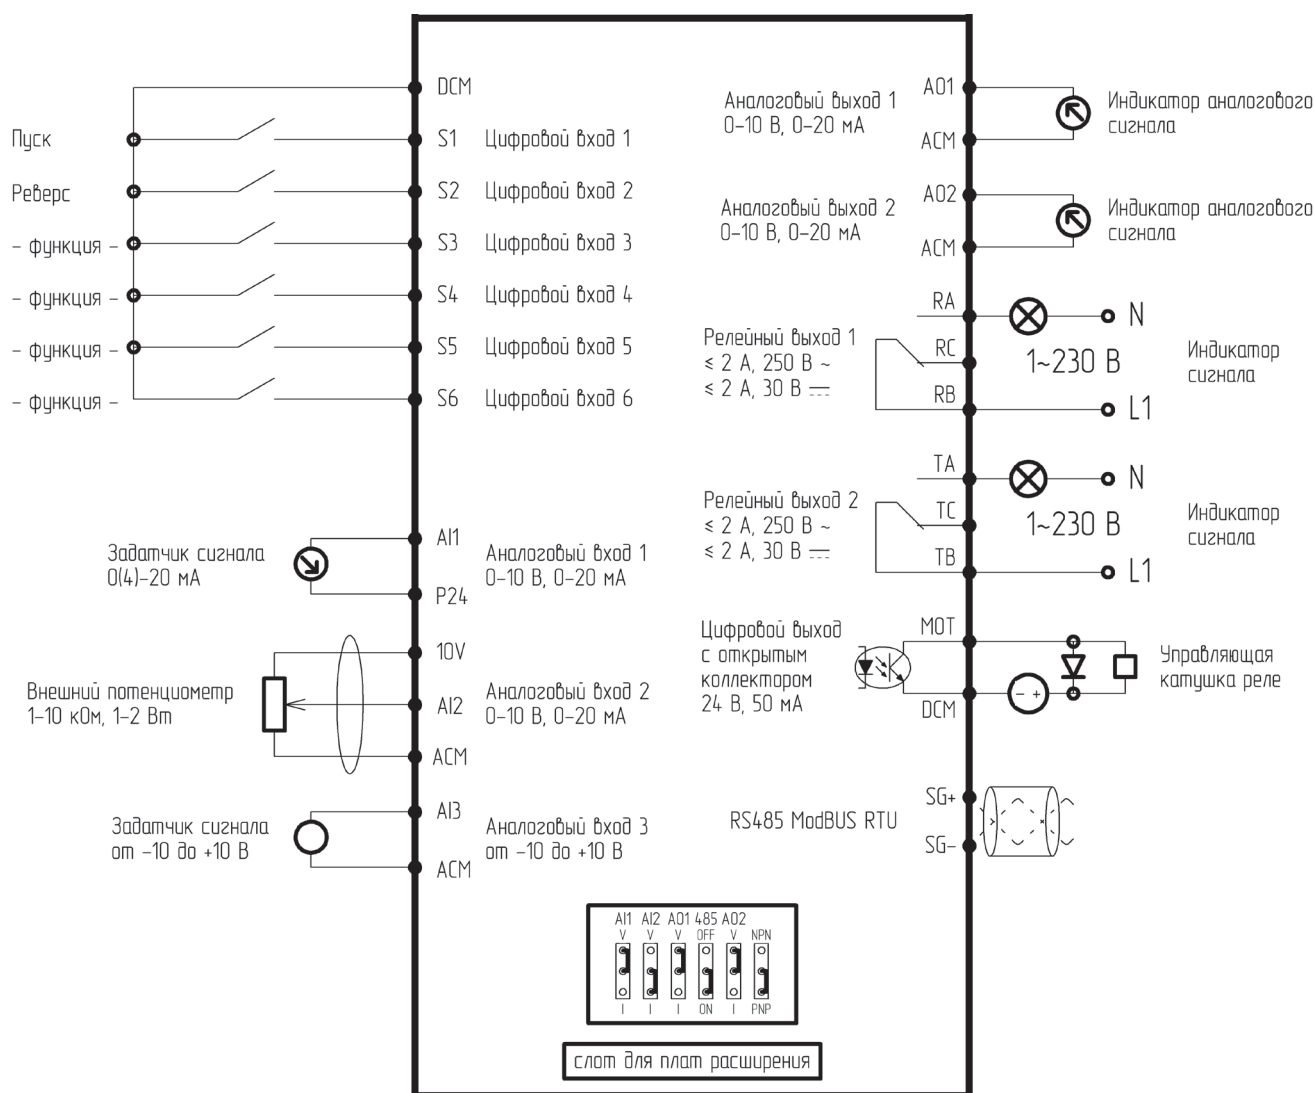 DCM
Пуск
S1 Цифровой вход 1
Реверс
S2 Цифровой вход 2
– функция –
S3 Цифровой вход 3
– функция –
S4 Цифровой вход 4
– функция –
S5 Цифровой вход 5
– функция –
S6 Цифровой вход 6
Задатчик сигнала
0(4)–20 мА
AI1
P24
Аналоговый вход 1
0–10 В, 0–20 мА
Внешний потенциометр
1–10 кОм, 1–2 Вт
10V
AI2
ACM
Аналоговый вход 2
0–10 В, 0–20 мА
Задатчик сигнала
от –10 до +10 В
AI3
ACM
Аналоговый вход 3
от –10 до +10 В
Аналоговый выход 1
0–10 В, 0–20 мА
AO1
ACM
Индикатор аналогового
сигнала
Аналоговый выход 2
0–10 В, 0–20 мА
AO2
ACM
Индикатор аналогового
сигнала
Релейный выход 1
≤ 2 А, 250 В ~
≤ 2 А, 30 В ⎓
RA
RC
RB
N
1~230 В
L1
Индикатор
сигнала
Релейный выход 2
≤ 2 А, 250 В ~
≤ 2 А, 30 В ⎓
TA
TC
TB
N
1~230 В
L1
Индикатор
сигнала
Цифровой выход
с открытым
коллектором
24 В, 50 мА
MOT
DCM
– +
Управляющая
катушка реле
RS485 ModBUS RTU
SG+
SG–
AI1 AI2 AO1 485 AO2
V V V OFF V NPN
I I I ON I PNP
слот для плат расширения